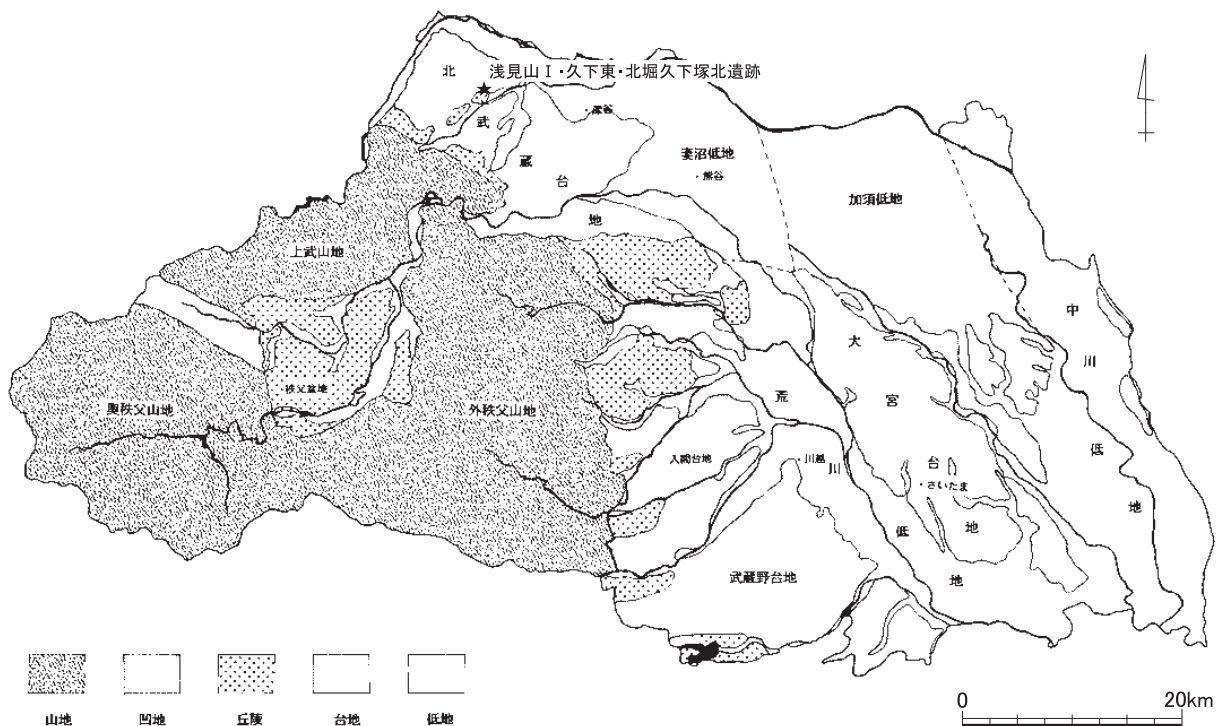 浅見山Ⅰ・久下東・北堀久下塚北遺跡
北武蔵台地
・深谷
妻沼低地
・熊谷
加須低地
上武山地
中川低地
大宮台地
秩父盆地
奥秩父山地
外秩父山地
荒川低地
入間台地
・川越
・さいたま
武蔵野台地
山地 凹地 丘陵 台地 低地
0 20km